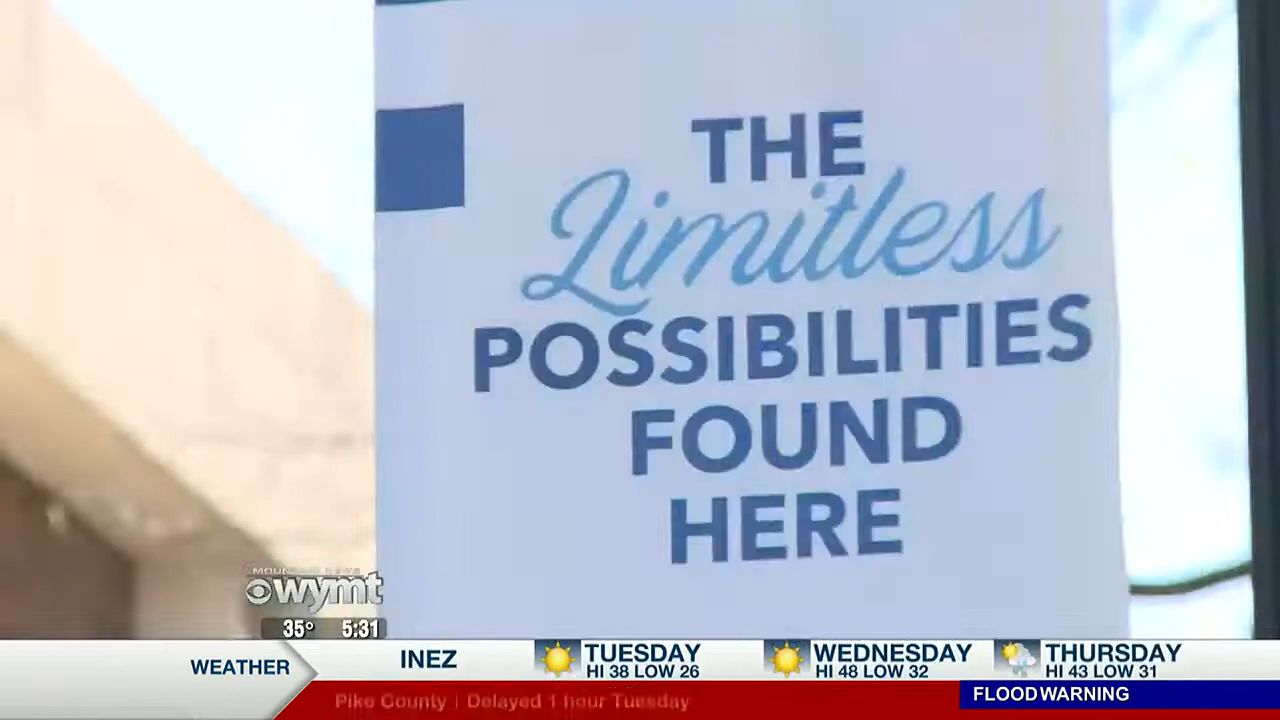 THE
Limitless
POSSIBILITIES
FOUND
HERE
wymt
35° 5:31
WEATHER
INEZ
TUESDAY
HI 38 LOW 26
WEDNESDAY
HI 48 LOW 32
THURSDAY
HI 43 LOW 31
Pike County | Delayed 1 hour Tuesday
FLOOD WARNING